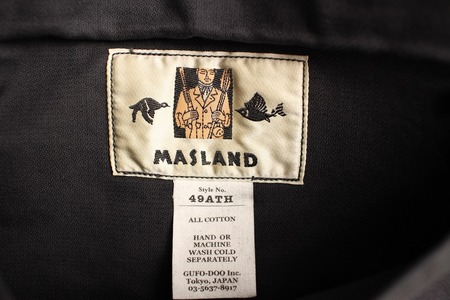 MASLAND
Style No.
49ATH
ALL COTTON
HAND OR
MACHINE
WASH COLD
SEPARATELY
GUFO-DOO Inc.
Tokyo, JAPAN
03-5637-8917